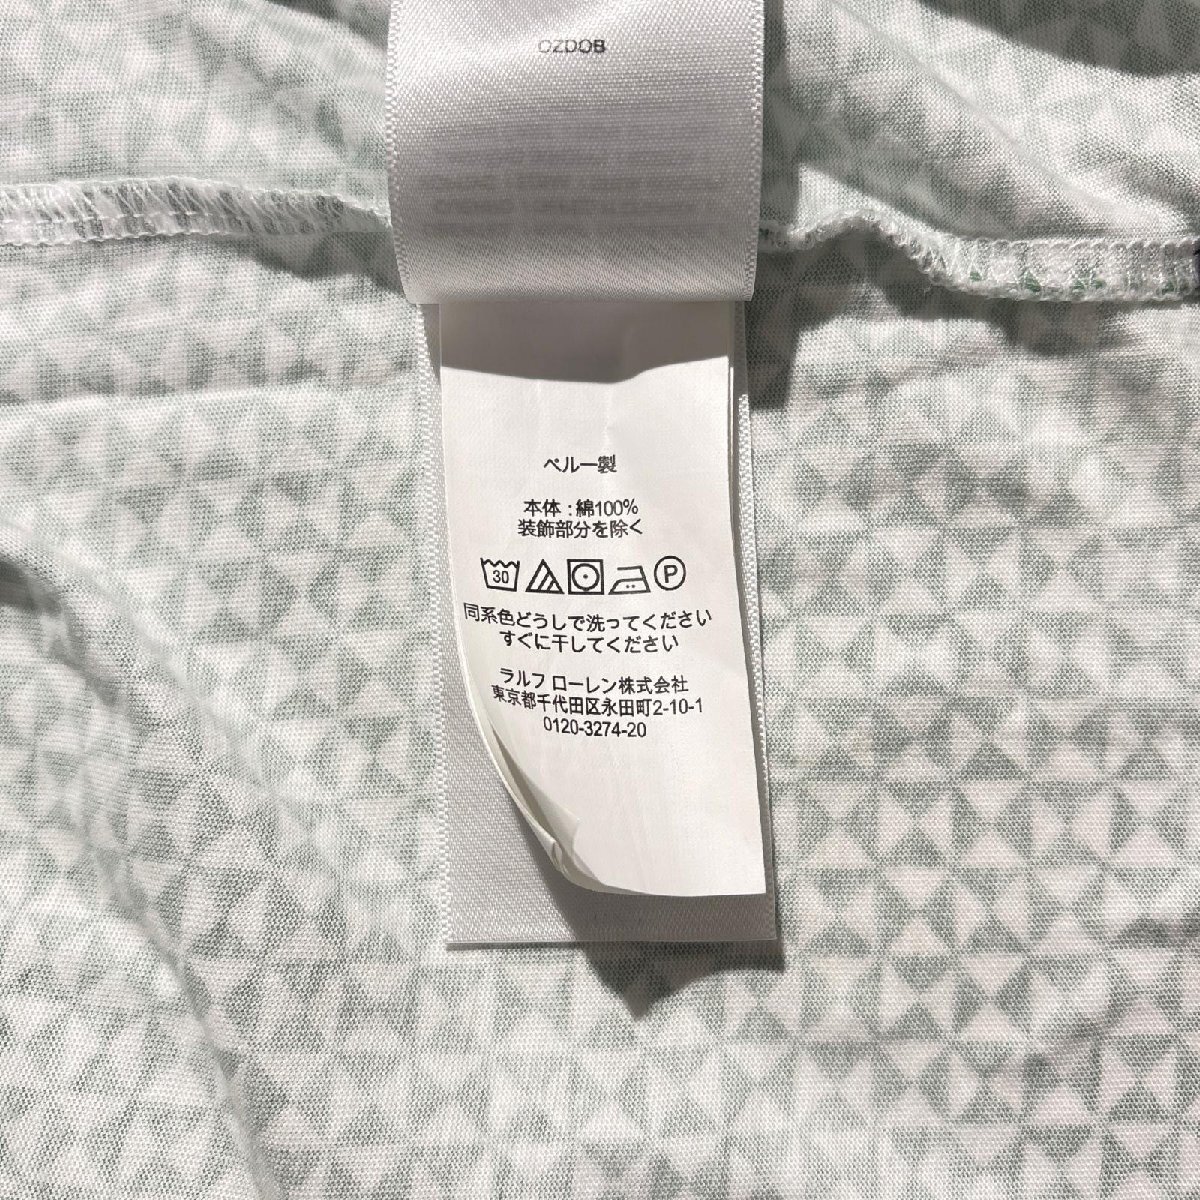 OZDOB
ペルー製
本体 : 綿100%
装飾部分を除く
30 P
同系色どうしで洗ってください
すぐに干してください
ラルフ ローレン株式会社
東京都千代田区永田町2-10-1
0120-3274-20